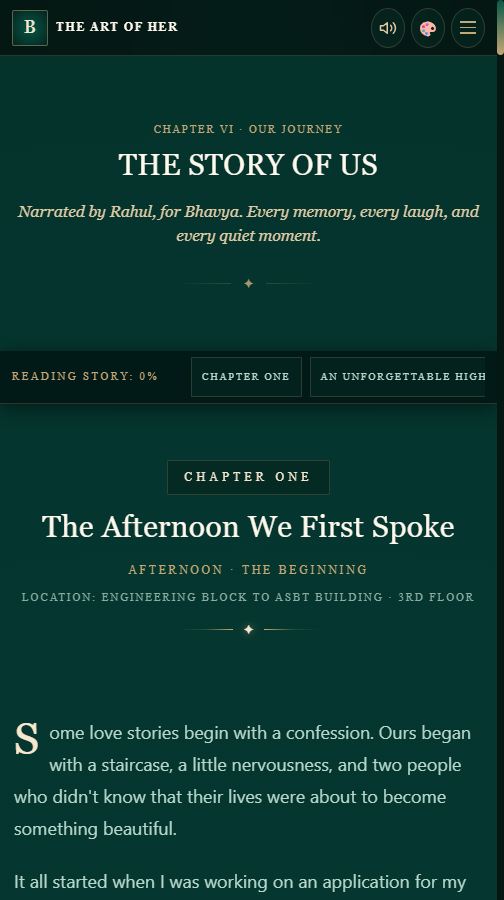 B THE ART OF HER
CHAPTER VI · OUR JOURNEY
THE STORY OF US
Narrated by Rahul, for Bhavya. Every memory, every laugh, and
every quiet moment.
READING STORY: 0% CHAPTER ONE AN UNFORGETTABLE HIGH
CHAPTER ONE
The Afternoon We First Spoke
AFTERNOON · THE BEGINNING
LOCATION: ENGINEERING BLOCK TO ASBT BUILDING · 3RD FLOOR
Some love stories begin with a confession. Ours began
with a staircase, a little nervousness, and two people
who didn't know that their lives were about to become
something beautiful.
It all started when I was working on an application for my